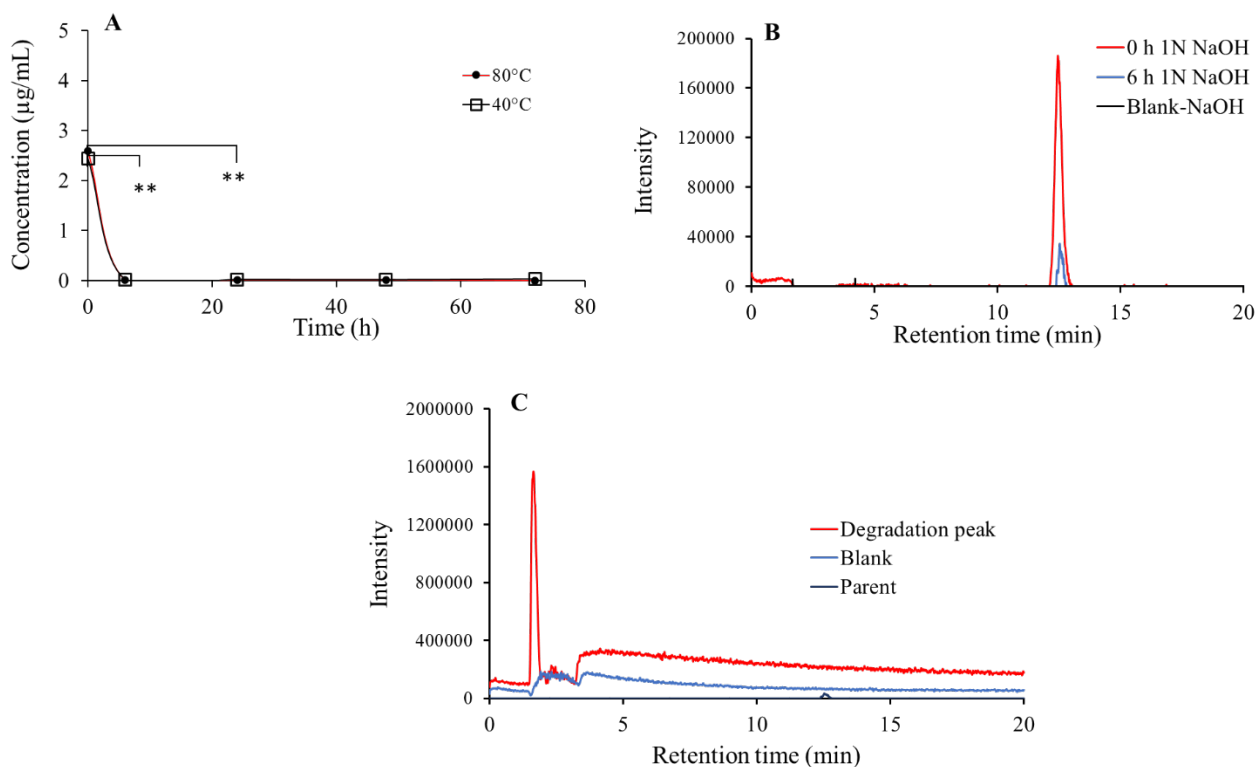 A
Concentration (µg/mL)
5
4
3
2
1
0
80°C
40°C
**
**
0 20 40 60 80
Time (h)
B
Intensity
200000
160000
120000
80000
40000
0
0 h 1N NaOH
6 h 1N NaOH
Blank-NaOH
0 5 10 15 20
Retention time (min)
C
Intensity
2000000
1600000
1200000
800000
400000
0
Degradation peak
Blank
Parent
0 5 10 15 20
Retention time (min)